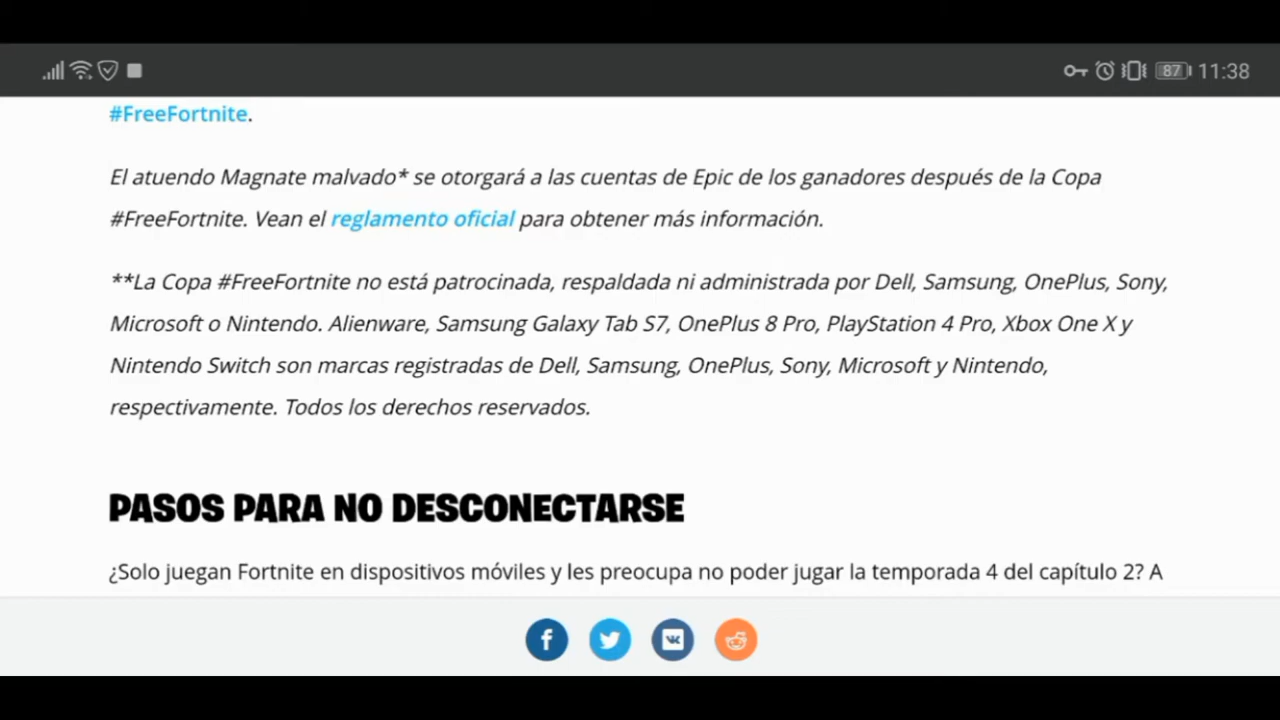 87 11:38
#FreeFortnite.
El atuendo Magnate malvado* se otorgará a las cuentas de Epic de los ganadores después de la Copa
#FreeFortnite. Vean el reglamento oficial para obtener más información.
**La Copa #FreeFortnite no está patrocinada, respaldada ni administrada por Dell, Samsung, OnePlus, Sony,
Microsoft o Nintendo. Alienware, Samsung Galaxy Tab S7, OnePlus 8 Pro, PlayStation 4 Pro, Xbox One X y
Nintendo Switch son marcas registradas de Dell, Samsung, OnePlus, Sony, Microsoft y Nintendo,
respectivamente. Todos los derechos reservados.
PASOS PARA NO DESCONECTARSE
¿Solo juegan Fortnite en dispositivos móviles y les preocupa no poder jugar la temporada 4 del capítulo 2? A